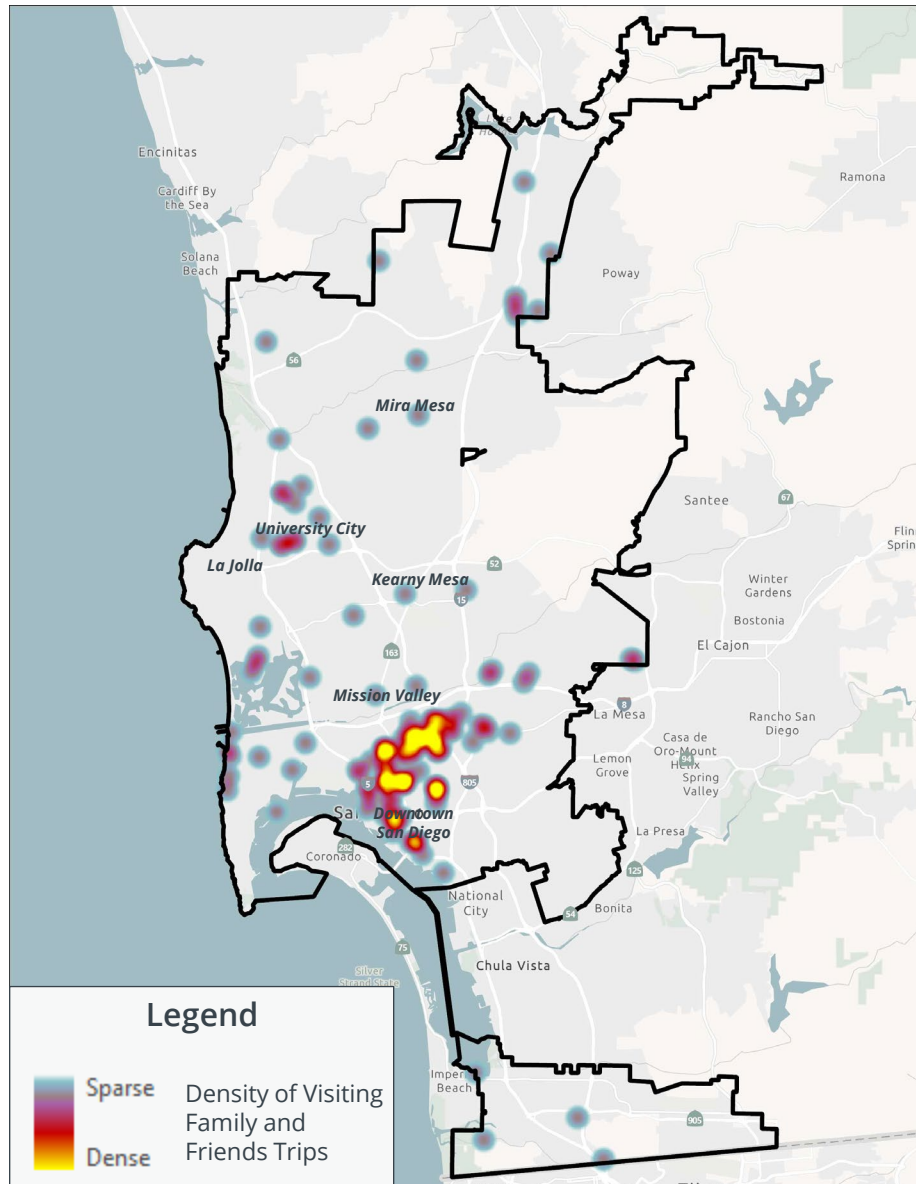 Encinitas
Cardiff By
the Sea
Solana
Beach
Lake
Ramona
Poway
56
Mira Mesa
Santee
67
University City
La Jolla
52
Kearny Mesa
15
Winter
Gardens
Bostonia
El Cajon
163
Mission Valley
8
La Mesa
Rancho San
Diego
Casa de
Oro-Mount
Helix
94
Spring
Valley
Lemon
Grove
5
805
Downtown
San Diego
La Presa
282
Coronado
125
National
City
54
Bonita
75
Chula Vista
Silver
Strand State
Imper
Beach
905
Legend
Sparse
Dense
Density of Visiting
Family and
Friends Trips